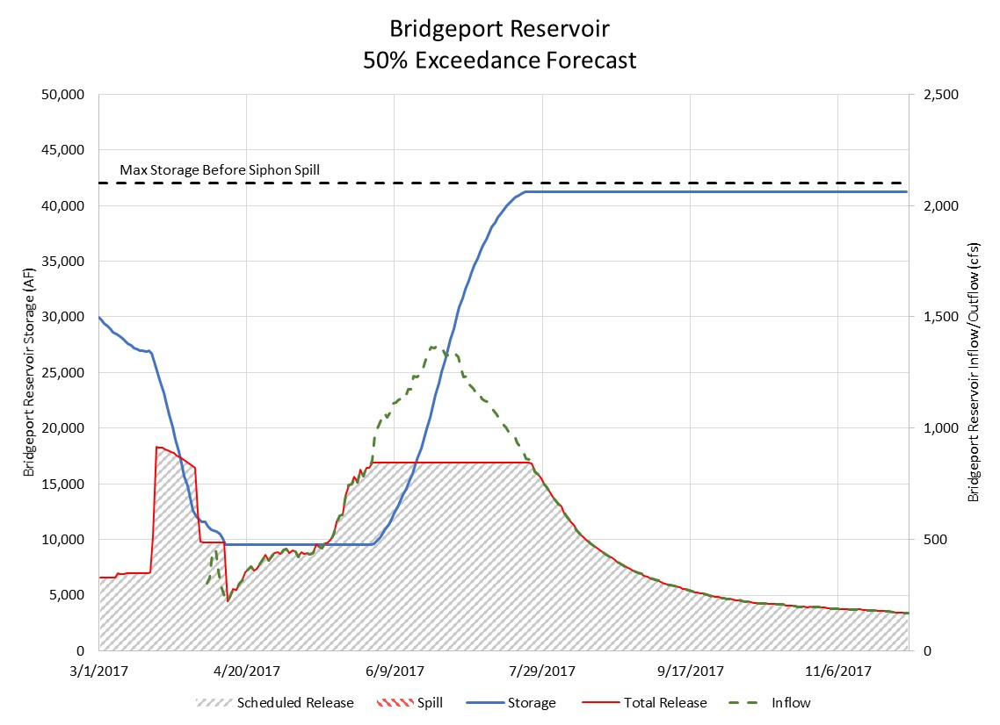 Bridgeport Reservoir
50% Exceedance Forecast
50,000
45,000
40,000
35,000
30,000
25,000
20,000
15,000
10,000
5,000
0
Bridgeport Reservoir Storage (AF)
Max Storage Before Siphon Spill
2,500
2,000
1,500
1,000
500
0
Bridgeport Reservoir Inflow/Outflow (cfs)
3/1/2017 4/20/2017 6/9/2017 7/29/2017 9/17/2017 11/6/2017
Scheduled Release Spill Storage Total Release Inflow